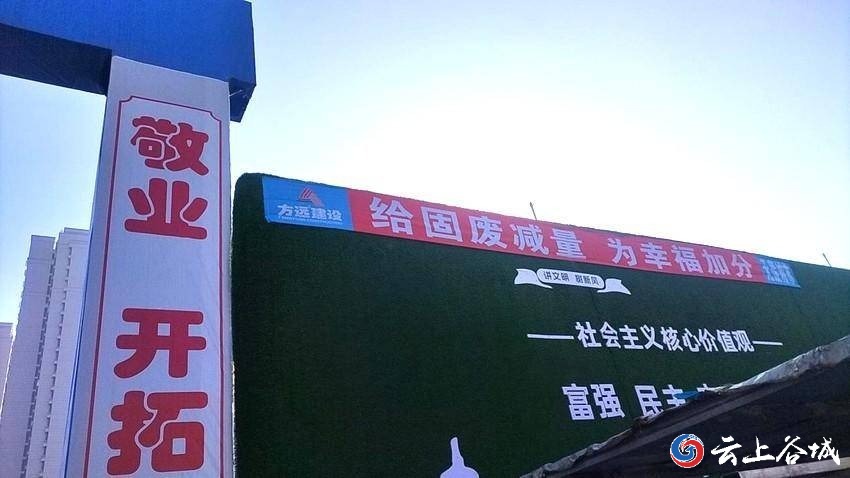 敬业
开拓
方远建设
给固废减量 为幸福加分
讲文明 树新风
社会主义核心价值观
富强 民主
云上谷城